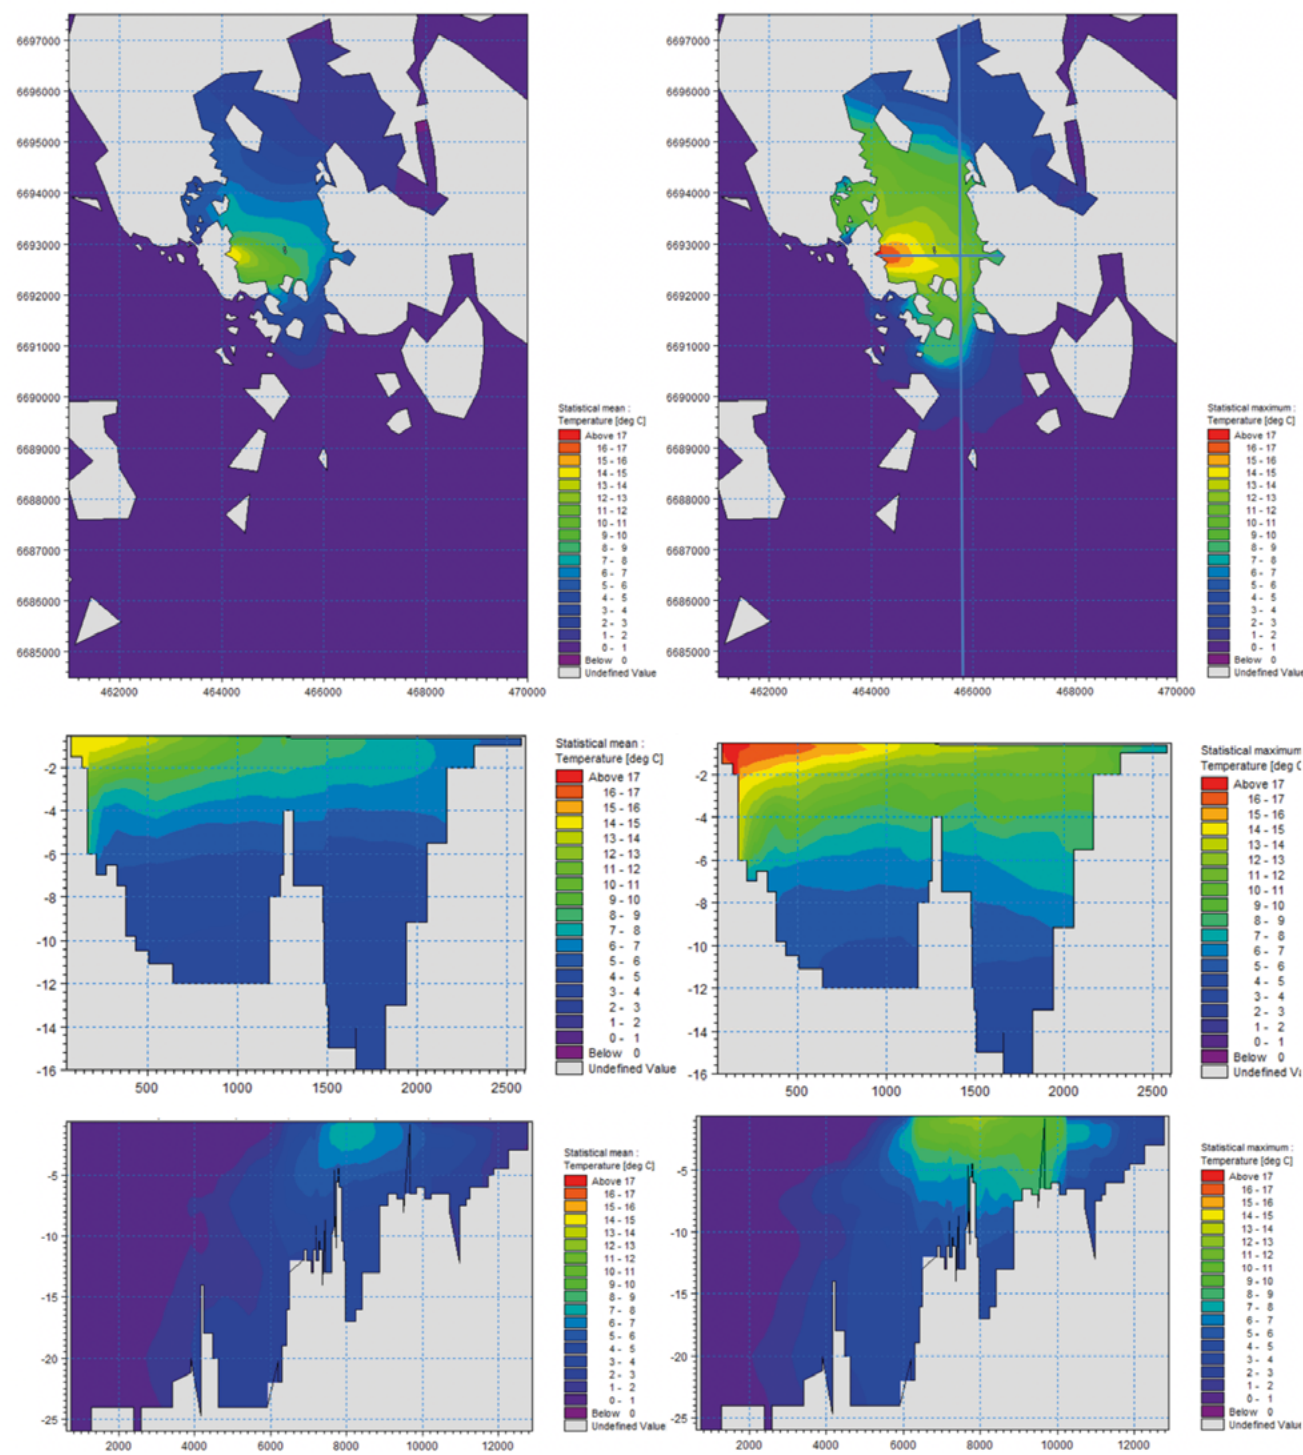 6697000
6696000
6695000
6694000
6693000
6692000
6691000
6690000
6689000
6688000
6687000
6686000
6685000
462000 464000 466000 468000 470000
Statistical mean :
Temperature [deg C]
Above 17
16 - 17
15 - 16
14 - 15
13 - 14
12 - 13
11 - 12
10 - 11
9 - 10
8 - 9
7 - 8
6 - 7
5 - 6
4 - 5
3 - 4
2 - 3
1 - 2
0 - 1
Below 0
Undefined Value
6697000
6696000
6695000
6694000
6693000
6692000
6691000
6690000
6689000
6688000
6687000
6686000
6685000
462000 464000 466000 468000 470000
Statistical maximum :
Temperature [deg C]
Above 17
16 - 17
15 - 16
14 - 15
13 - 14
12 - 13
11 - 12
10 - 11
9 - 10
8 - 9
7 - 8
6 - 7
5 - 6
4 - 5
3 - 4
2 - 3
1 - 2
0 - 1
Below 0
Undefined Value
-2
-4
-6
-8
-10
-12
-14
-16
500 1000 1500 2000 2500
Statistical mean :
Temperature [deg C]
Above 17
16 - 17
15 - 16
14 - 15
13 - 14
12 - 13
11 - 12
10 - 11
9 - 10
8 - 9
7 - 8
6 - 7
5 - 6
4 - 5
3 - 4
2 - 3
1 - 2
0 - 1
Below 0
Undefined Value
-2
-4
-6
-8
-10
-12
-14
-16
500 1000 1500 2000 2500
Statistical maximum
Temperature [deg C
Above 17
16 - 17
15 - 16
14 - 15
13 - 14
12 - 13
11 - 12
10 - 11
9 - 10
8 - 9
7 - 8
6 - 7
5 - 6
4 - 5
3 - 4
2 - 3
1 - 2
0 - 1
Below 0
Undefined
-5
-10
-15
-20
-25
2000 4000 6000 8000 10000 12000
Statistical mean :
Temperature [deg C]
Above 17
16 - 17
15 - 16
14 - 15
13 - 14
12 - 13
11 - 12
10 - 11
9 - 10
8 - 9
7 - 8
6 - 7
5 - 6
4 - 5
3 - 4
2 - 3
1 - 2
0 - 1
Below 0
Undefined Value
-5
-10
-15
-20
-25
2000 4000 6000 8000 10000 12000
Statistical maximum :
Temperature [deg C]
Above 17
16 - 17
15 - 16
14 - 15
13 - 14
12 - 13
11 - 12
10 - 11
9 - 10
8 - 9
7 - 8
6 - 7
5 - 6
4 - 5
3 - 4
2 - 3
1 - 2
0 - 1
Below 0
Undefined Value